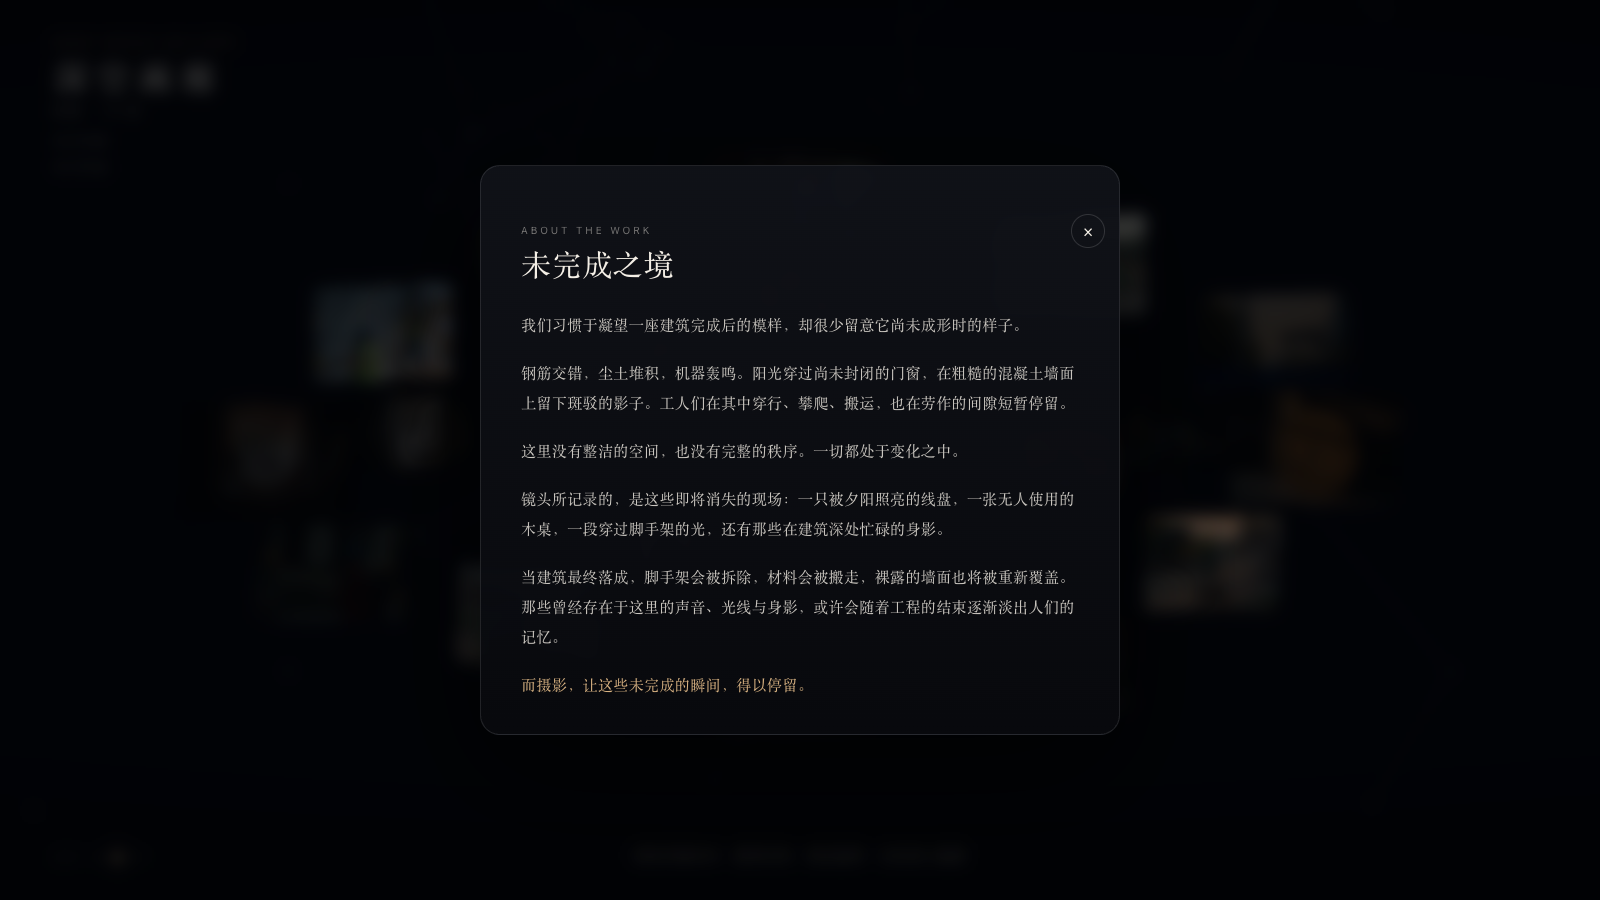 ABOUT THE WORK
未完成之境
我们习惯于凝望一座建筑完成后的模样，却很少留意它尚未成形时的样子。
钢筋交错，尘土堆积，机器轰鸣。阳光穿过尚未封闭的门窗，在粗糙的混凝土墙面
上留下斑驳的影子。工人们在其中穿行、攀爬、搬运，也在劳作的间隙短暂停留。
这里没有整洁的空间，也没有完整的秩序。一切都处于变化之中。
镜头所记录的，是这些即将消失的现场：一只被夕阳照亮的线盘，一张无人使用的
木桌，一段穿过脚手架的光，还有那些在建筑深处忙碌的身影。
当建筑最终落成，脚手架会被拆除，材料会被搬走，裸露的墙面也将被重新覆盖。
那些曾经存在于这里的声音、光线与身影，或许会随着工程的结束逐渐淡出人们的
记忆。
而摄影，让这些未完成的瞬间，得以停留。